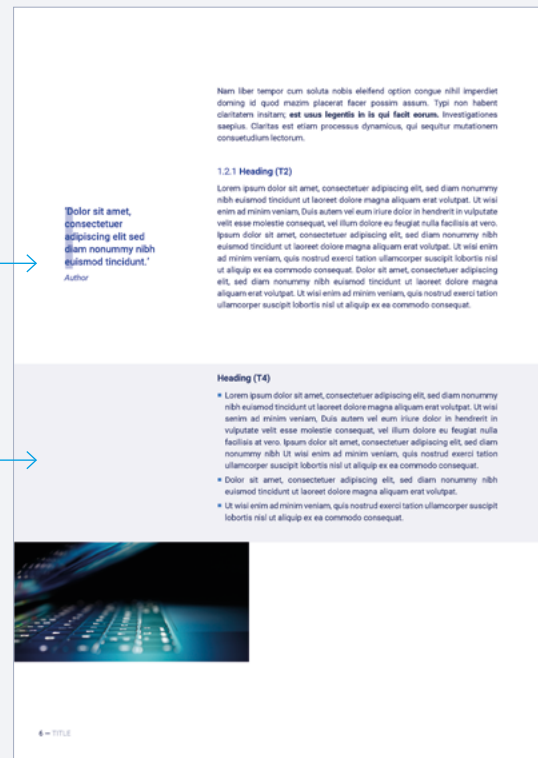 Nam liber tempor cum soluta nobis eleifend option congue nihil imperdiet
doming id quod mazim placerat facer possim assum. Typi non habent
claritatem insitam; est usus legentis in is qui facit eorum. Investigationes
saepius. Claritas est etiam processus dynamicus, qui sequitur mutationem
consuetudium lectorum.
1.2.1 Heading (T2)
Lorem ipsum dolor sit amet, consectetuer adipiscing elit, sed diam nonummy
nibh euismod tincidunt ut laoreet dolore magna aliquam erat volutpat. Ut wisi
enim ad minim veniam, Duis autem vel eum iriure dolor in hendrerit in vulputate
velit esse molestie consequat, vel illum dolore eu feugiat nulla facilisis at vero.
Ipsum dolor sit amet, consectetuer adipiscing elit, sed diam nonummy nibh
euismod tincidunt ut laoreet dolore magna aliquam erat volutpat. Ut wisi enim
ad minim veniam, quis nostrud exerci tation ullamcorper suscipit lobortis nisl
ut aliquip ex ea commodo consequat. Dolor sit amet, consectetuer adipiscing
elit, sed diam nonummy nibh euismod tincidunt ut laoreet dolore magna
aliquam erat volutpat. Ut wisi enim ad minim veniam, quis nostrud exerci tation
ullamcorper suscipit lobortis nisl ut aliquip ex ea commodo consequat.
'Dolor sit amet,
consectetuer
adipiscing elit sed
diam nonummy nibh
euismod tincidunt.'
Author
Heading (T4)
Lorem ipsum dolor sit amet, consectetuer adipiscing elit, sed diam nonummy
nibh euismod tincidunt ut laoreet dolore magna aliquam erat volutpat. Ut wisi
senim ad minim veniam, Duis autem vel eum iriure dolor in hendrerit in
vulputate velit esse molestie consequat, vel illum dolore eu feugiat nulla
facilisis at vero. Ipsum dolor sit amet, consectetuer adipiscing elit, sed diam
nonummy nibh Ut wisi enim ad minim veniam, quis nostrud exerci tation
ullamcorper suscipit lobortis nisl ut aliquip ex ea commodo consequat.
Dolor sit amet, consectetuer adipiscing elit, sed diam nonummy nibh
euismod tincidunt ut laoreet dolore magna aliquam erat volutpat.
Ut wisi enim ad minim veniam, quis nostrud exerci tation ullamcorper suscipit
lobortis nisl ut aliquip ex ea commodo consequat.
6 — TITLE